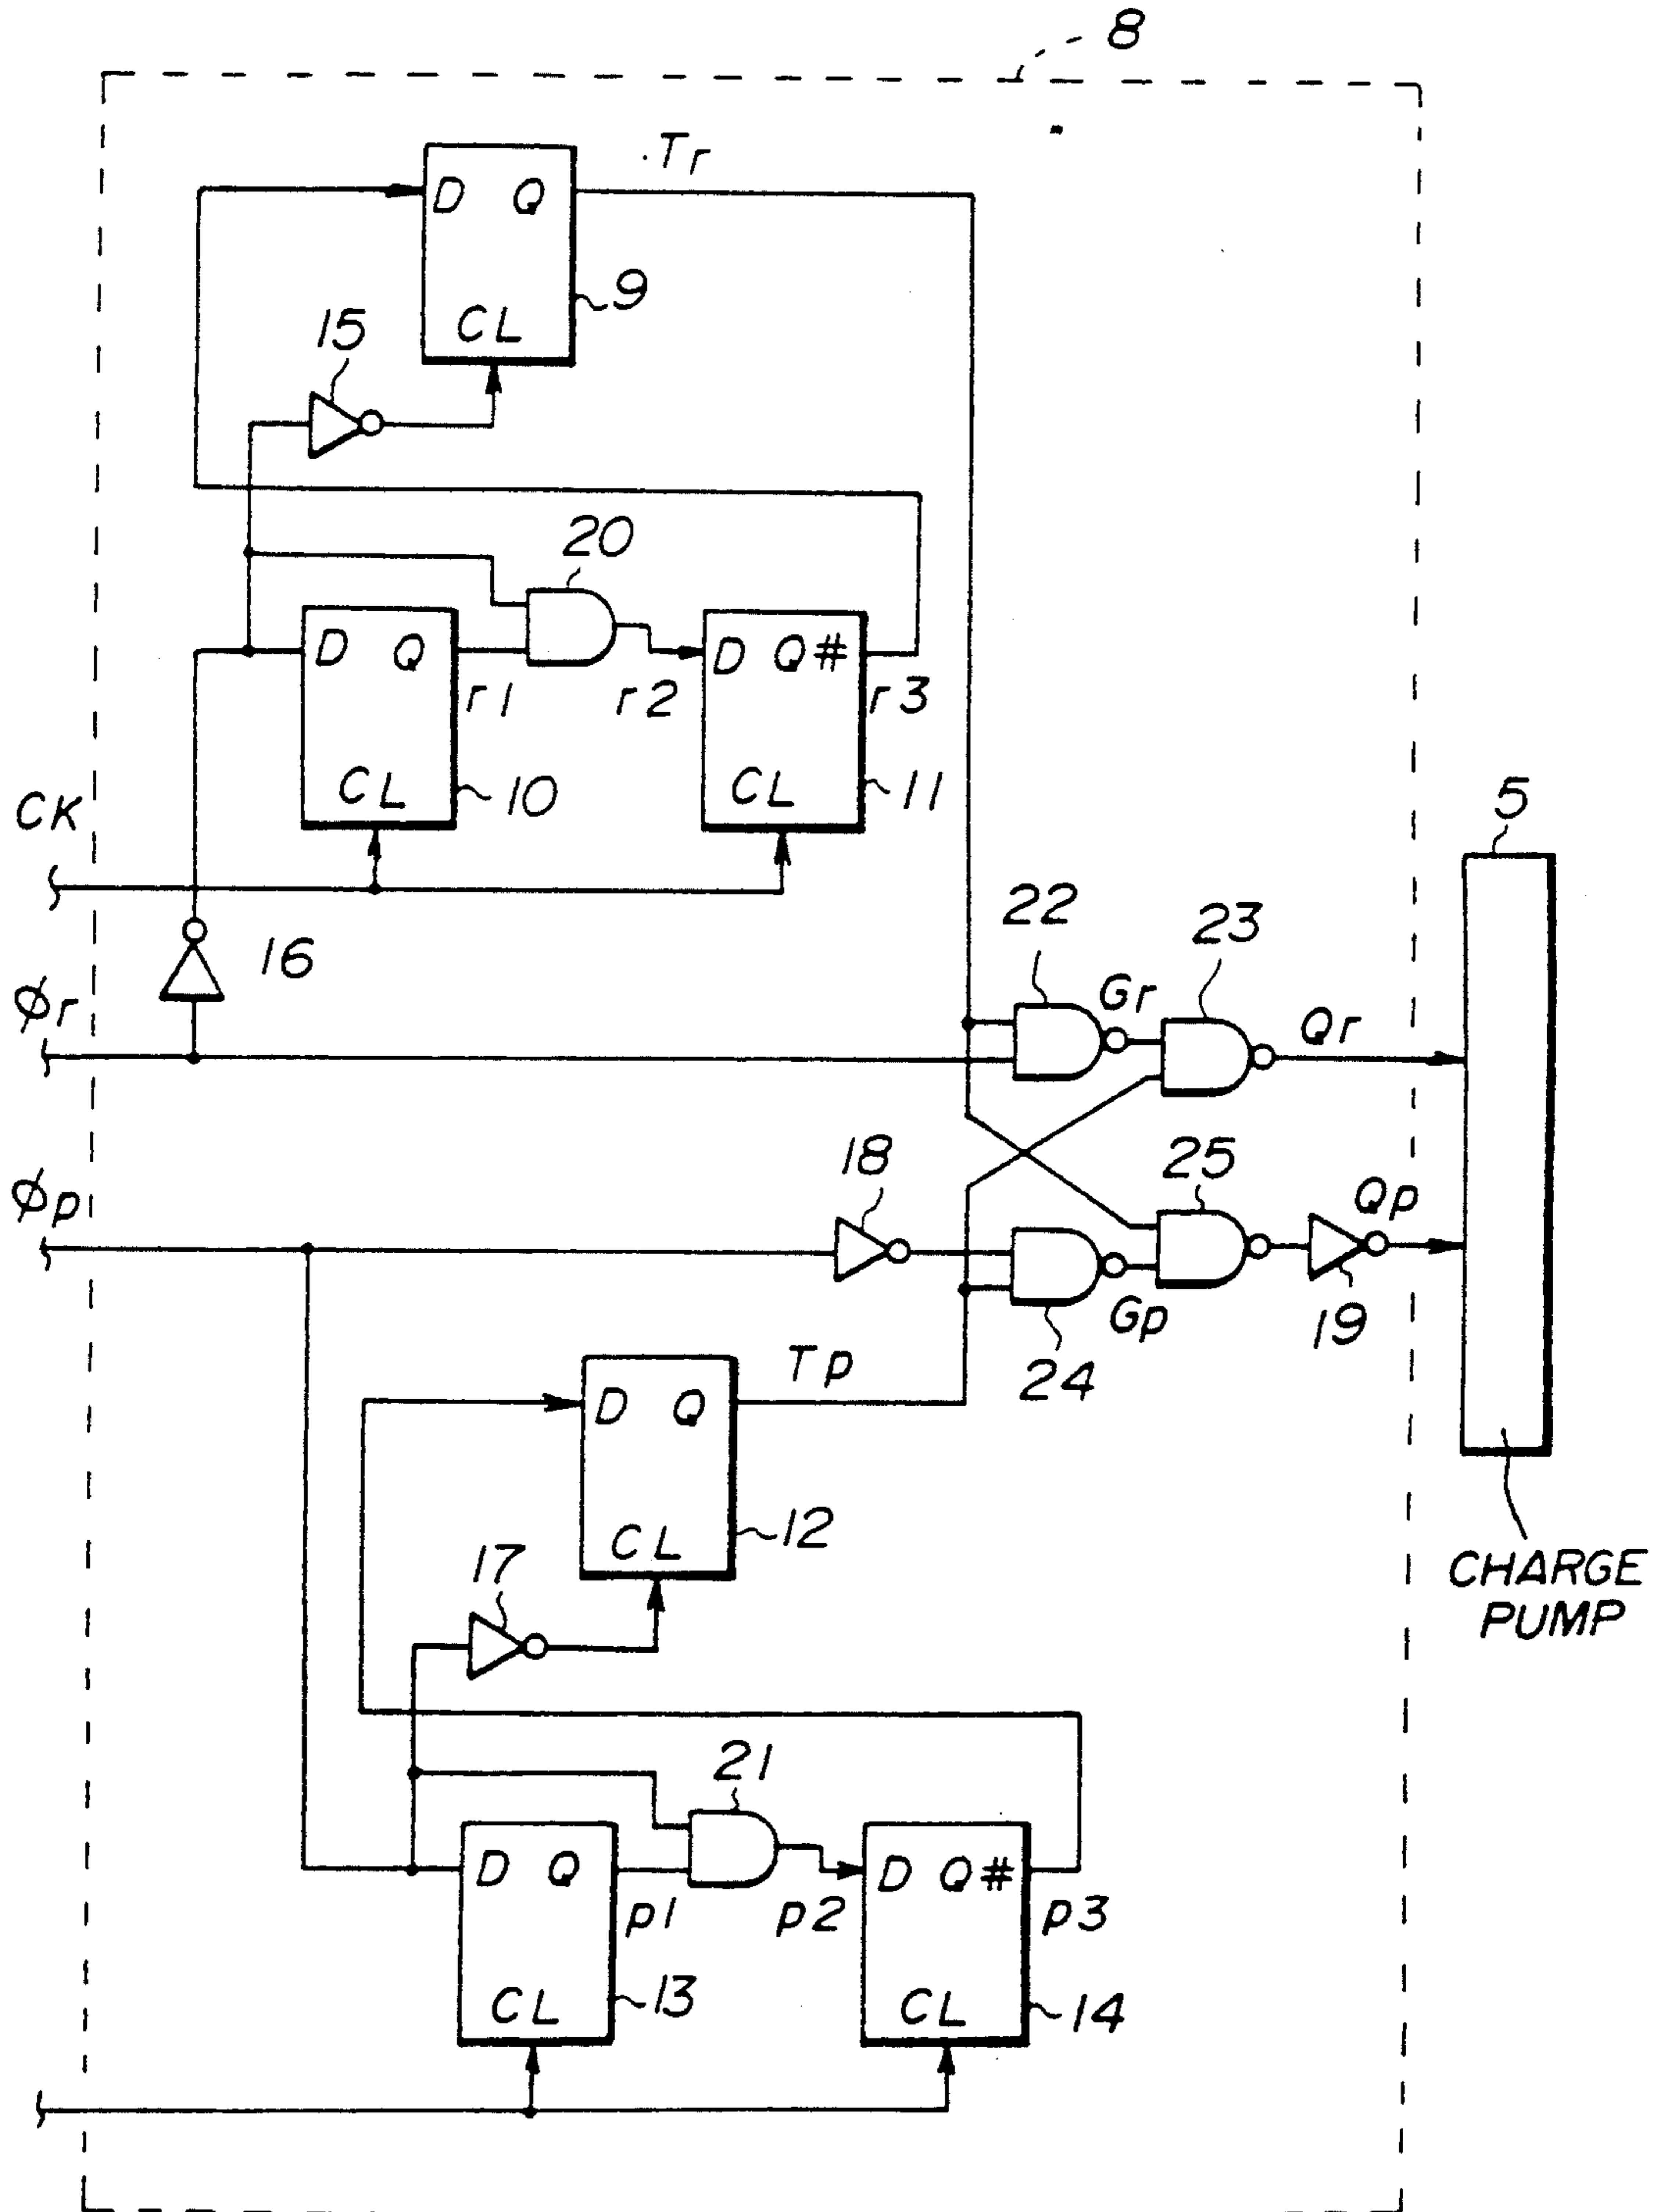 8
Tr
D Q
9
CL
15
20
D Q
r1
r2
D Q#
r3
CL
10
CL
11
CK
5
16
22
23
Gr
Qr
φr
18
25
φp
Qp
Gp
19
24
Tp
D Q
12
CL
17
CHARGE
PUMP
21
D Q
p1
p2
D Q#
p3
CL
13
CL
14